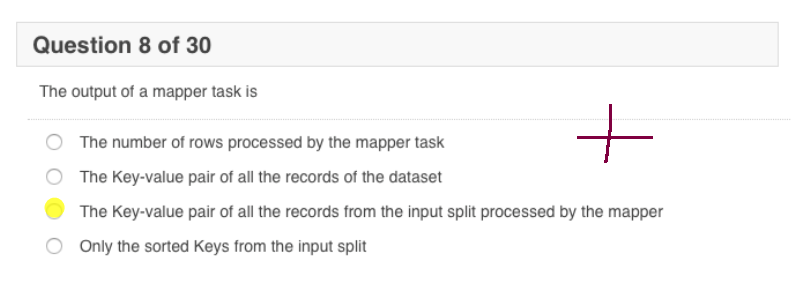 Question 8 of 30
The output of a mapper task is
The number of rows processed by the mapper task
The Key-value pair of all the records of the dataset
The Key-value pair of all the records from the input split processed by the mapper
Only the sorted Keys from the input split